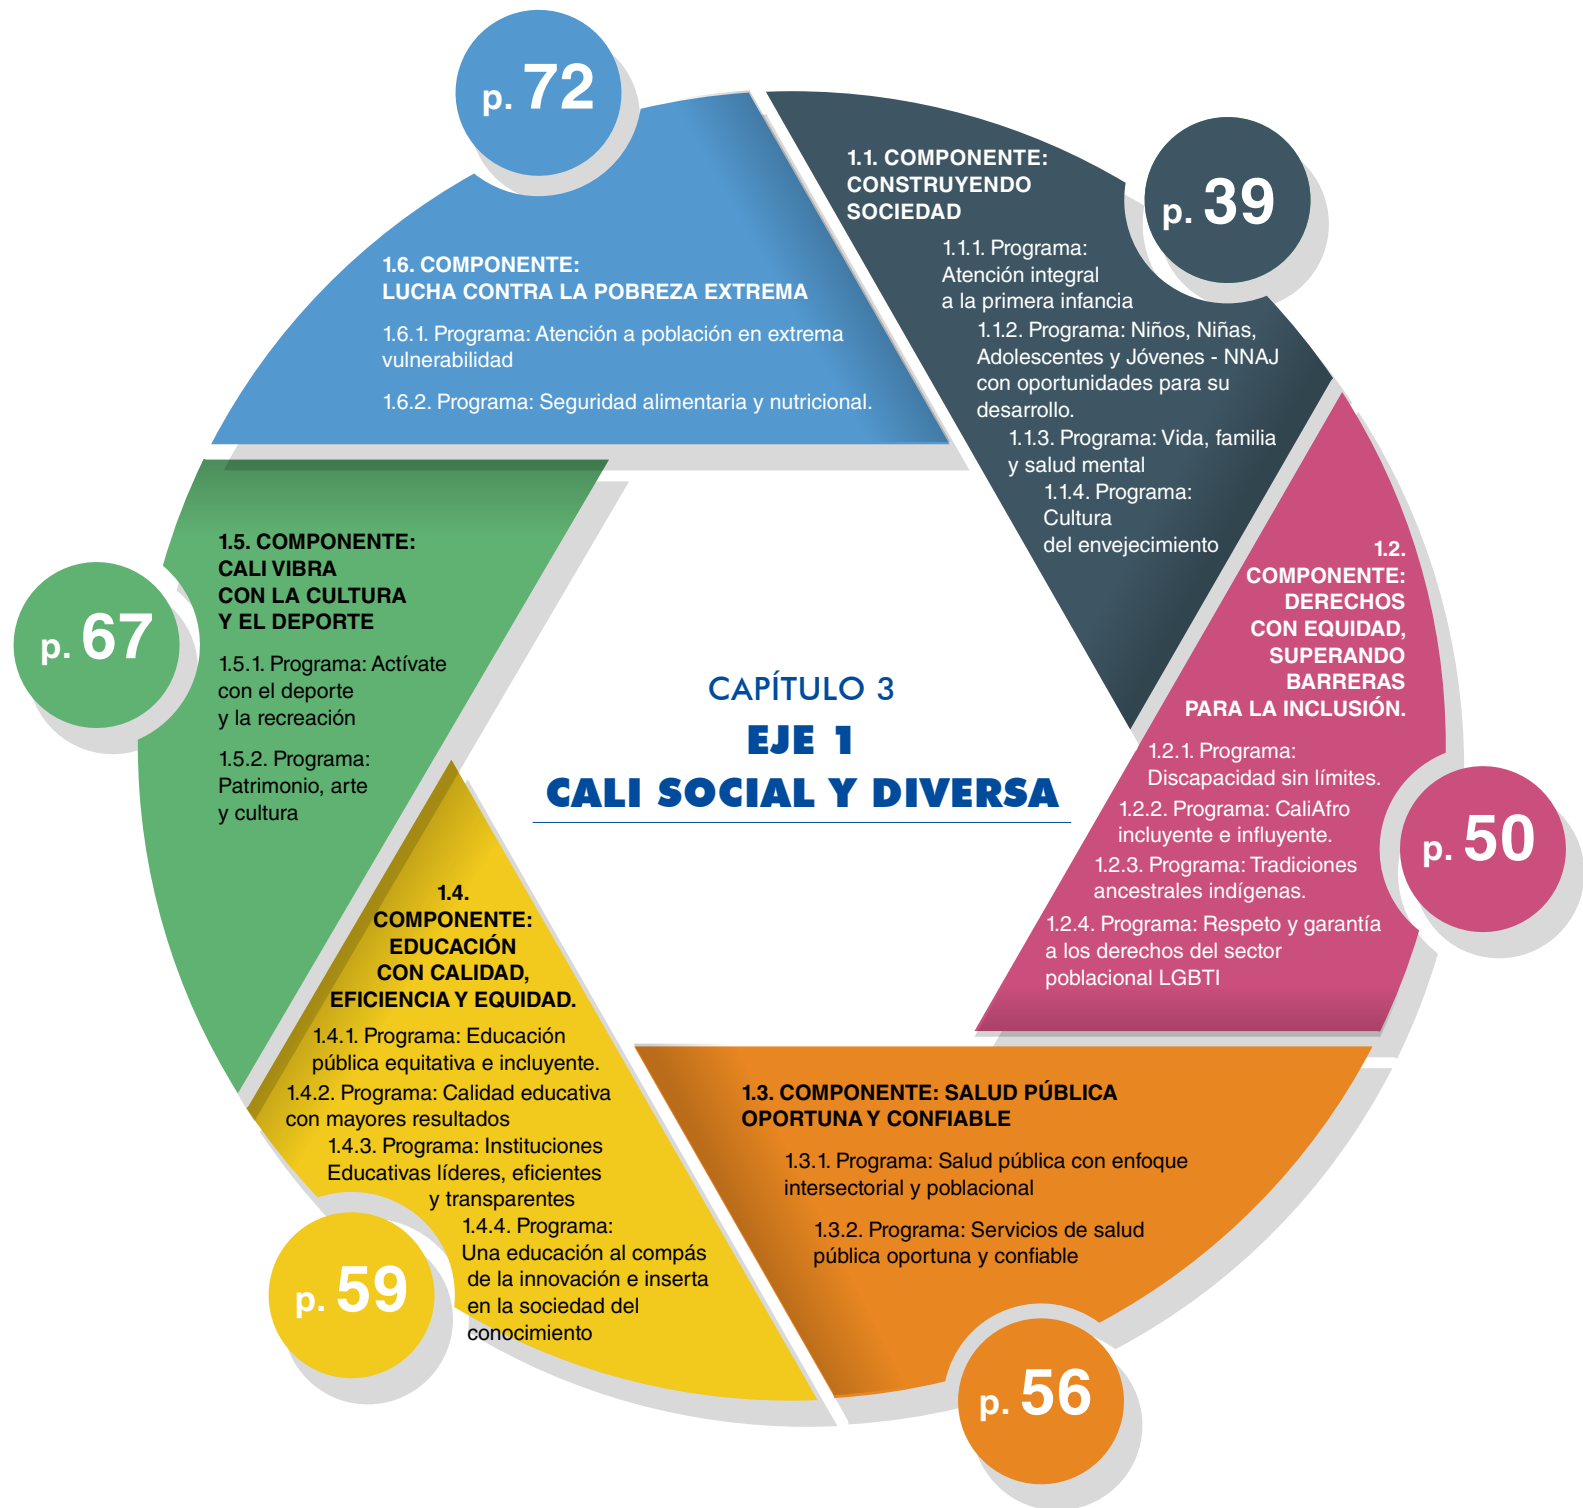 CAPÍTULO 3
EJE 1
CALI SOCIAL Y DIVERSA
p. 39
1.1. COMPONENTE:
CONSTRUYENDO
SOCIEDAD
1.1.1. Programa:
Atención integral
a la primera infancia
1.1.2. Programa: Niños, Niñas,
Adolescentes y Jóvenes - NNAJ
con oportunidades para su
desarrollo.
1.1.3. Programa: Vida, familia
y salud mental
1.1.4. Programa:
Cultura
del envejecimiento
p. 50
1.2.
COMPONENTE:
DERECHOS
CON EQUIDAD,
SUPERANDO
BARRERAS
PARA LA INCLUSIÓN.
1.2.1. Programa:
Discapacidad sin límites.
1.2.2. Programa: CaliAfro
incluyente e influyente.
1.2.3. Programa: Tradiciones
ancestrales indígenas.
1.2.4. Programa: Respeto y garantía
a los derechos del sector
poblacional LGBTI
p. 56
1.3. COMPONENTE: SALUD PÚBLICA
OPORTUNA Y CONFIABLE
1.3.1. Programa: Salud pública con enfoque
intersectorial y poblacional
1.3.2. Programa: Servicios de salud
pública oportuna y confiable
p. 59
1.4.
COMPONENTE:
EDUCACIÓN
CON CALIDAD,
EFICIENCIA Y EQUIDAD.
1.4.1. Programa: Educación
pública equitativa e incluyente.
1.4.2. Programa: Calidad educativa
con mayores resultados
1.4.3. Programa: Instituciones
Educativas líderes, eficientes
y transparentes
1.4.4. Programa:
Una educación al compás
de la innovación e inserta
en la sociedad del
conocimiento
p. 67
1.5. COMPONENTE:
CALI VIBRA
CON LA CULTURA
Y EL DEPORTE
1.5.1. Programa: Actívate
con el deporte
y la recreación
1.5.2. Programa:
Patrimonio, arte
y cultura
p. 72
1.6. COMPONENTE:
LUCHA CONTRA LA POBREZA EXTREMA
1.6.1. Programa: Atención a población en extrema
vulnerabilidad
1.6.2. Programa: Seguridad alimentaria y nutricional.